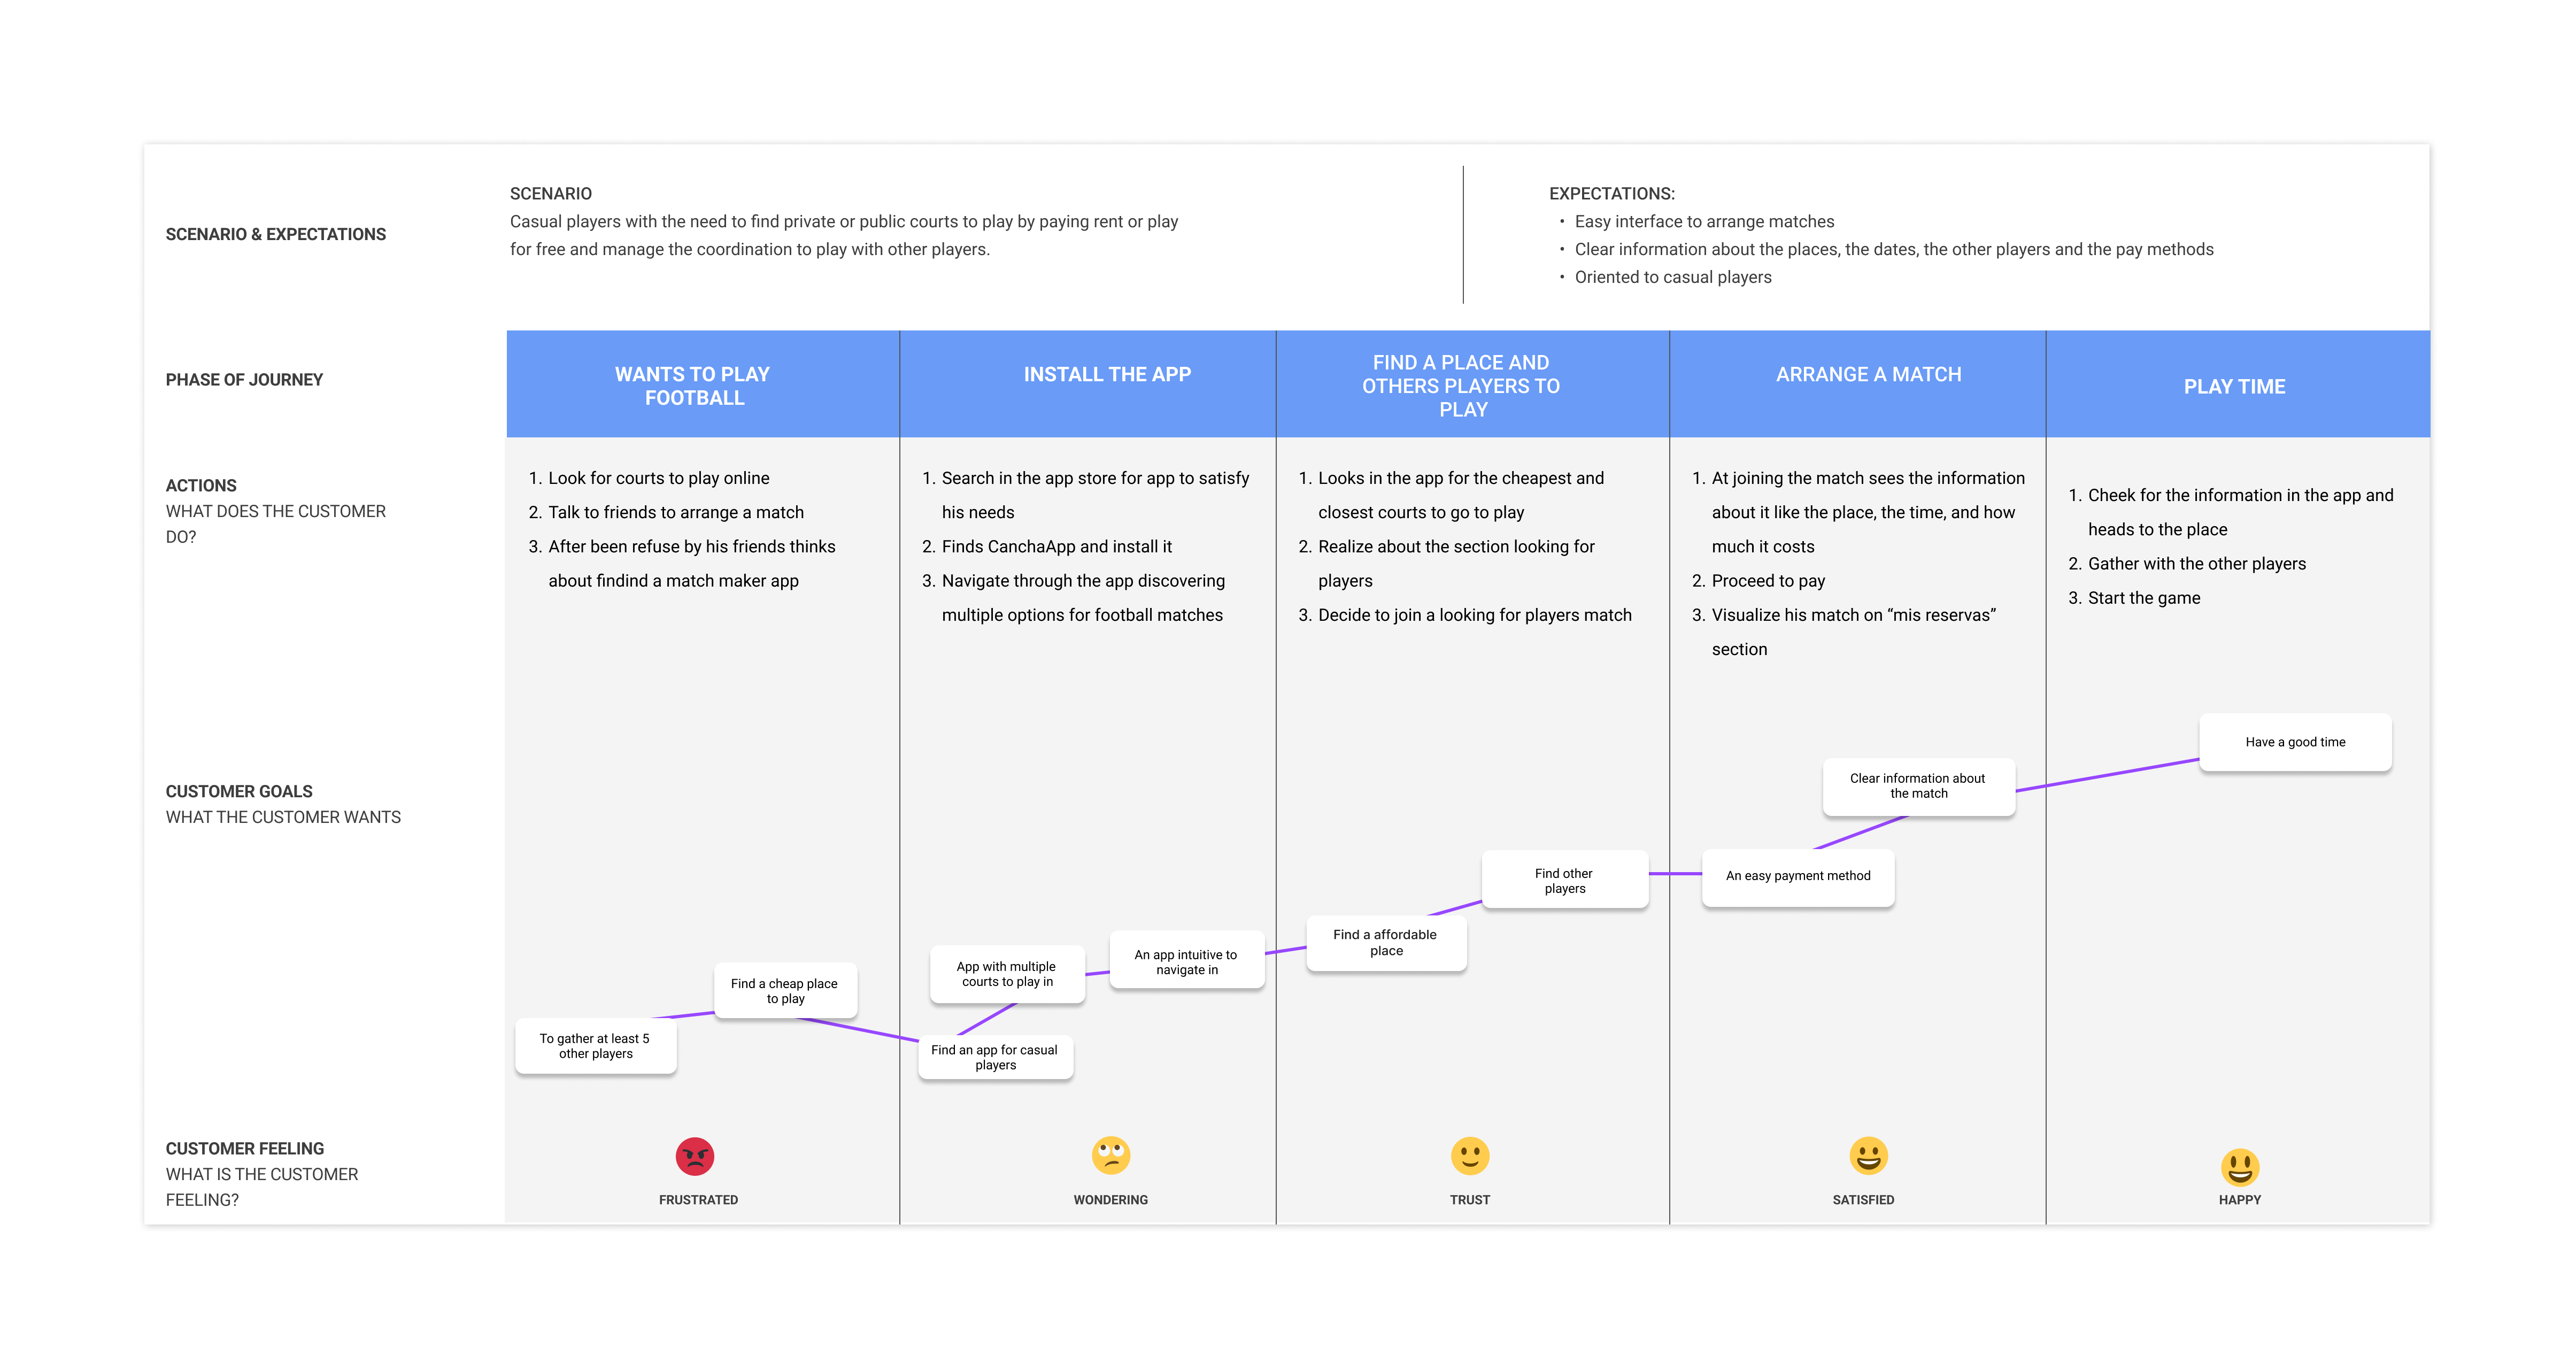 SCENARIO & EXPECTATIONS
SCENARIO
Casual players with the need to find private or public courts to play by paying rent or play
for free and manage the coordination to play with other players.
EXPECTATIONS:
• Easy interface to arrange matches
• Clear information about the places, the dates, the other players and the pay methods
• Oriented to casual players
PHASE OF JOURNEY
WANTS TO PLAY
FOOTBALL
INSTALL THE APP
FIND A PLACE AND
OTHERS PLAYERS TO
PLAY
ARRANGE A MATCH
PLAY TIME
ACTIONS
WHAT DOES THE CUSTOMER
DO?
1. Look for courts to play online
2. Talk to friends to arrange a match
3. After been refuse by his friends thinks
about findind a match maker app
1. Search in the app store for app to satisfy
his needs
2. Finds CanchaApp and install it
3. Navigate through the app discovering
multiple options for football matches
1. Looks in the app for the cheapest and
closest courts to go to play
2. Realize about the section looking for
players
3. Decide to join a looking for players match
1. At joining the match sees the information
about it like the place, the time, and how
much it costs
2. Proceed to pay
3. Visualize his match on “mis reservas”
section
1. Cheek for the information in the app and
heads to the place
2. Gather with the other players
3. Start the game
CUSTOMER GOALS
WHAT THE CUSTOMER WANTS
To gather at least 5
other players
Find a cheap place
to play
Find an app for casual
players
App with multiple
courts to play in
An app intuitive to
navigate in
Find a affordable
place
Find other
players
An easy payment method
Clear information about
the match
Have a good time
CUSTOMER FEELING
WHAT IS THE CUSTOMER
FEELING?
FRUSTRATED
WONDERING
TRUST
SATISFIED
HAPPY